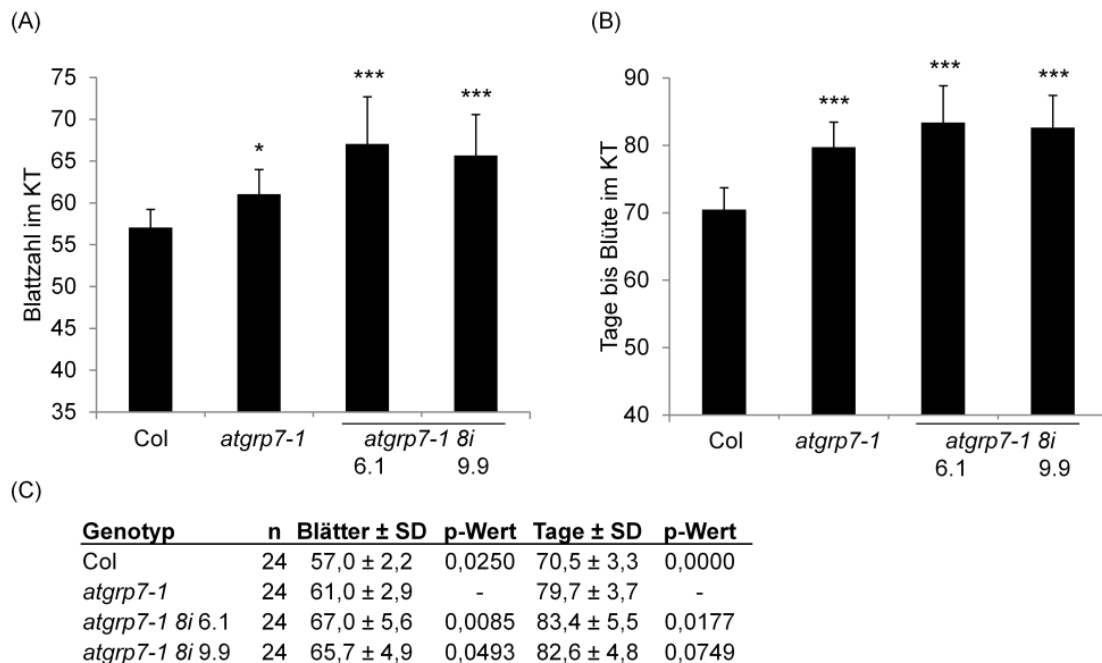 (A)
Blattzahl im KT
75
70
65
60
55
50
45
40
35
*
***
***
Col
atgrp7-1
atgrp7-1 8i
6.1
9.9
(B)
Tage bis Blüte im KT
90
80
70
60
50
40
***
***
***
Col
atgrp7-1
atgrp7-1 8i
6.1
9.9
(C)
Genotyp n Blätter ± SD p-Wert Tage ± SD p-Wert
Col 24 57,0 ± 2,2 0,0250 70,5 ± 3,3 0,0000
atgrp7-1 24 61,0 ± 2,9 - 79,7 ± 3,7 -
atgrp7-1 8i 6.1 24 67,0 ± 5,6 0,0085 83,4 ± 5,5 0,0177
atgrp7-1 8i 9.9 24 65,7 ± 4,9 0,0493 82,6 ± 4,8 0,0749